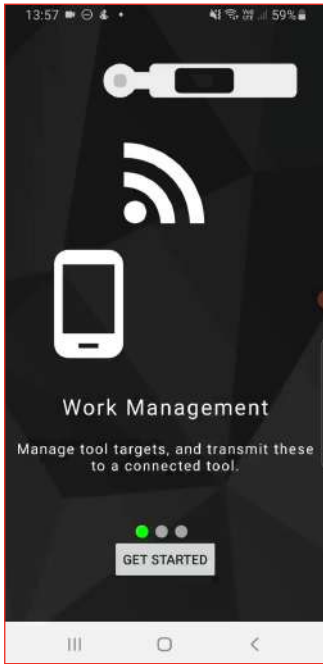 13:57
59%
Work Management
Manage tool targets, and transmit these
to a connected tool.
GET STARTED